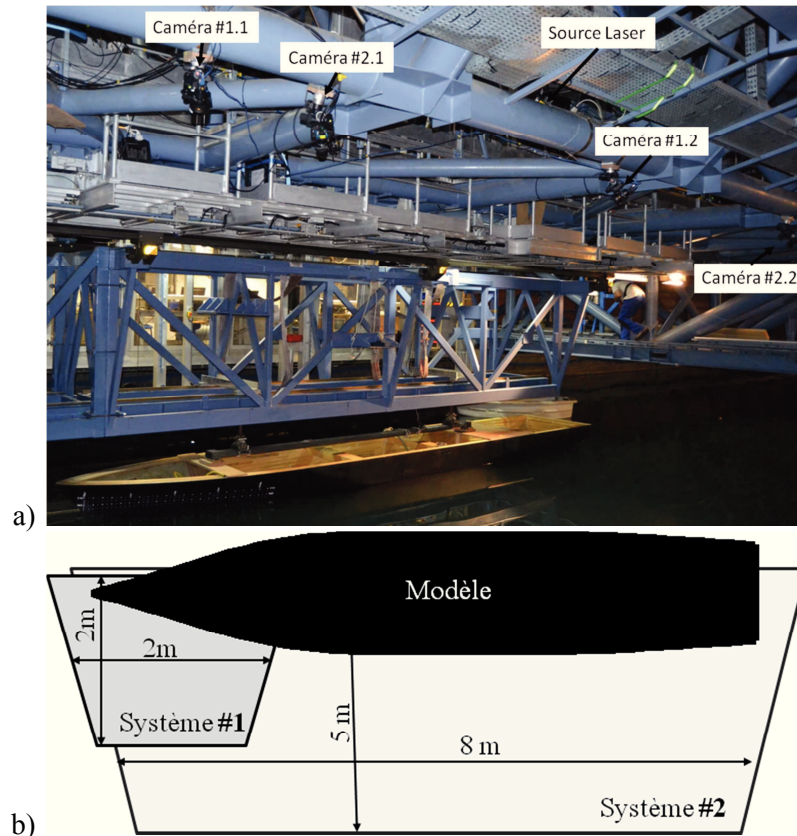 Caméra #1.1
Caméra #2.1
Source Laser
Caméra #1.2
Caméra #2.2
a)
Modèle
2m
2m
Système #1
5 m
8 m
Système #2
b)